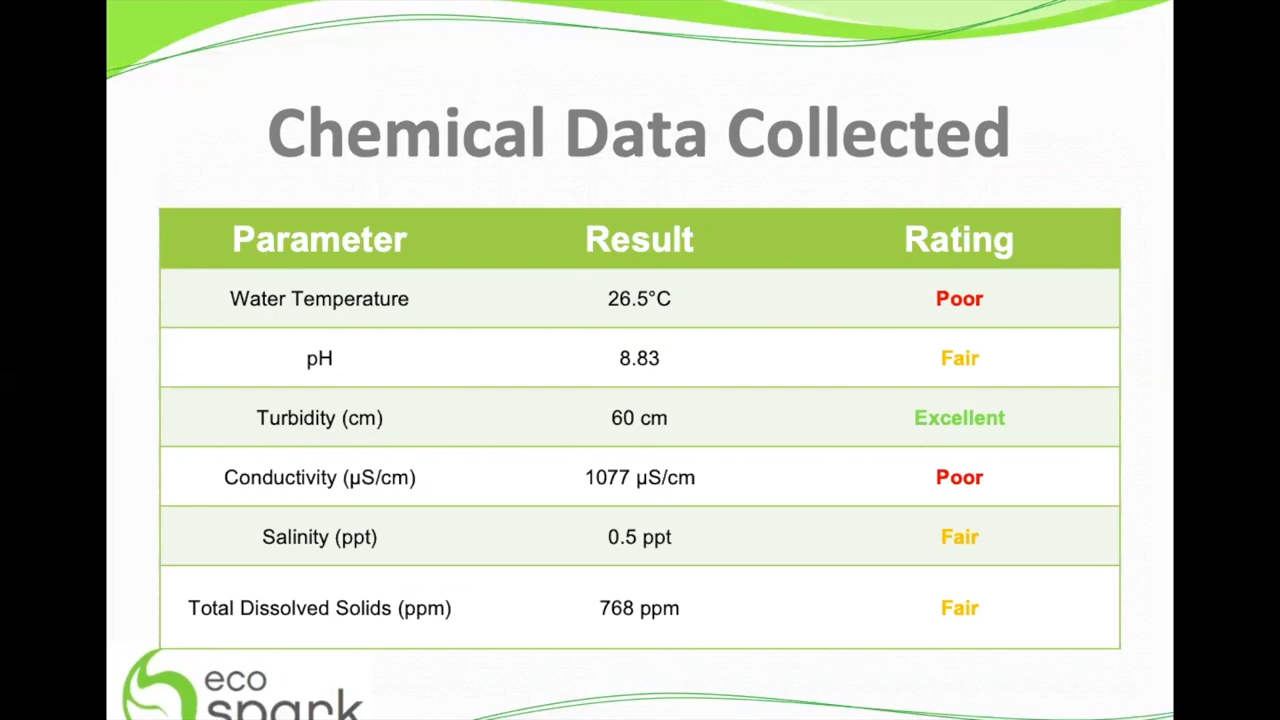 Chemical Data Collected
Parameter Result Rating
Water Temperature 26.5°C Poor
pH 8.83 Fair
Turbidity (cm) 60 cm Excellent
Conductivity (µS/cm) 1077 µS/cm Poor
Salinity (ppt) 0.5 ppt Fair
Total Dissolved Solids (ppm) 768 ppm Fair
eco
spark